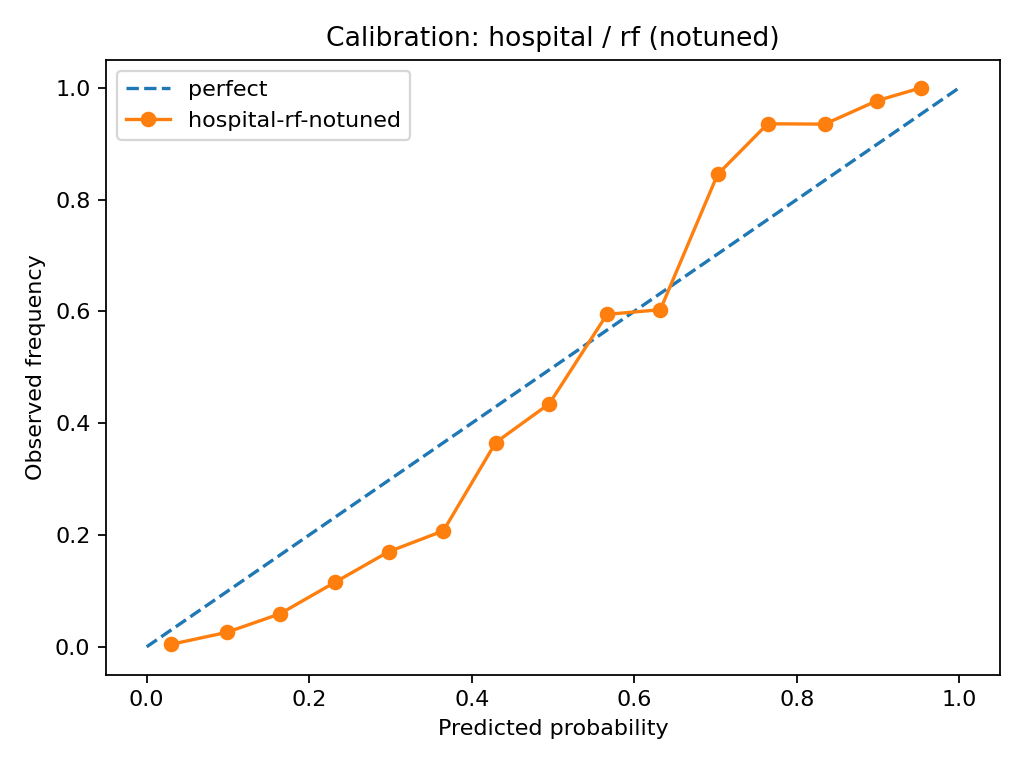 Calibration: hospital / rf (notuned)
perfect
hospital-rf-notuned
1.0
0.8
0.6
0.4
0.2
0.0
Observed frequency
0.0 0.2 0.4 0.6 0.8 1.0
Predicted probability